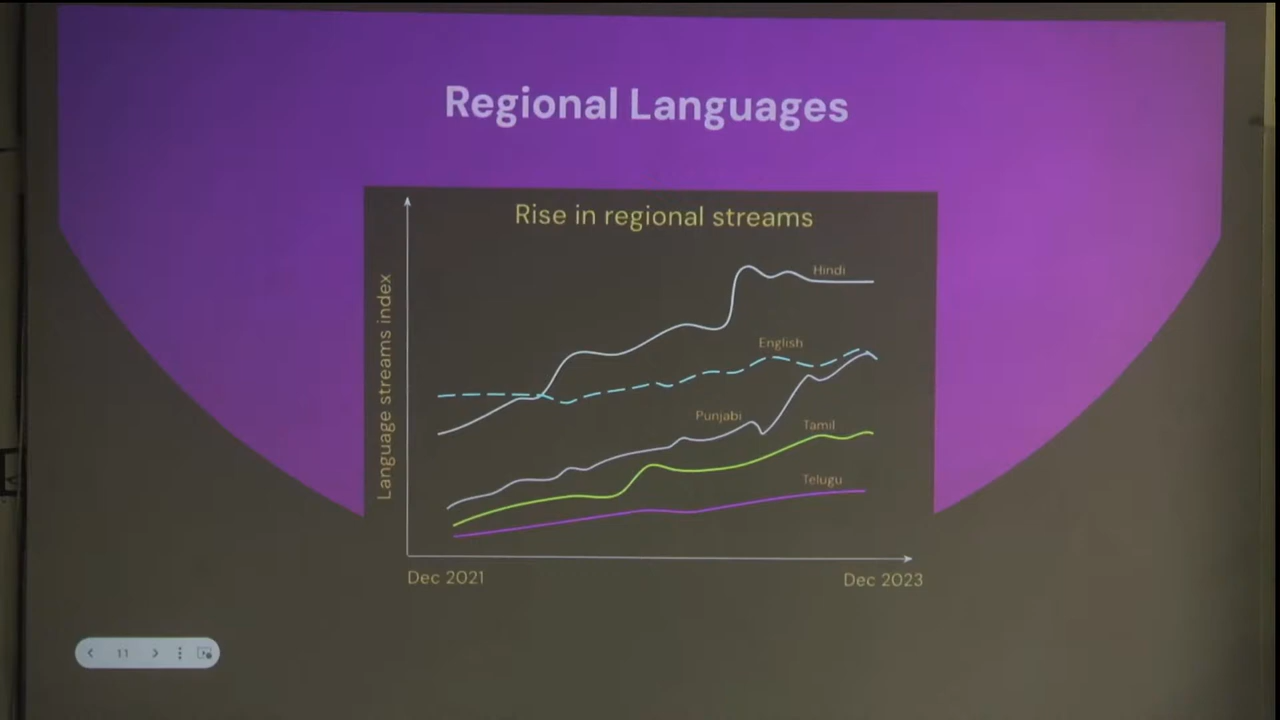 Regional Languages
Rise in regional streams
Language streams index
Hindi
English
Punjabi
Tamil
Telugu
Dec 2021
Dec 2023
11